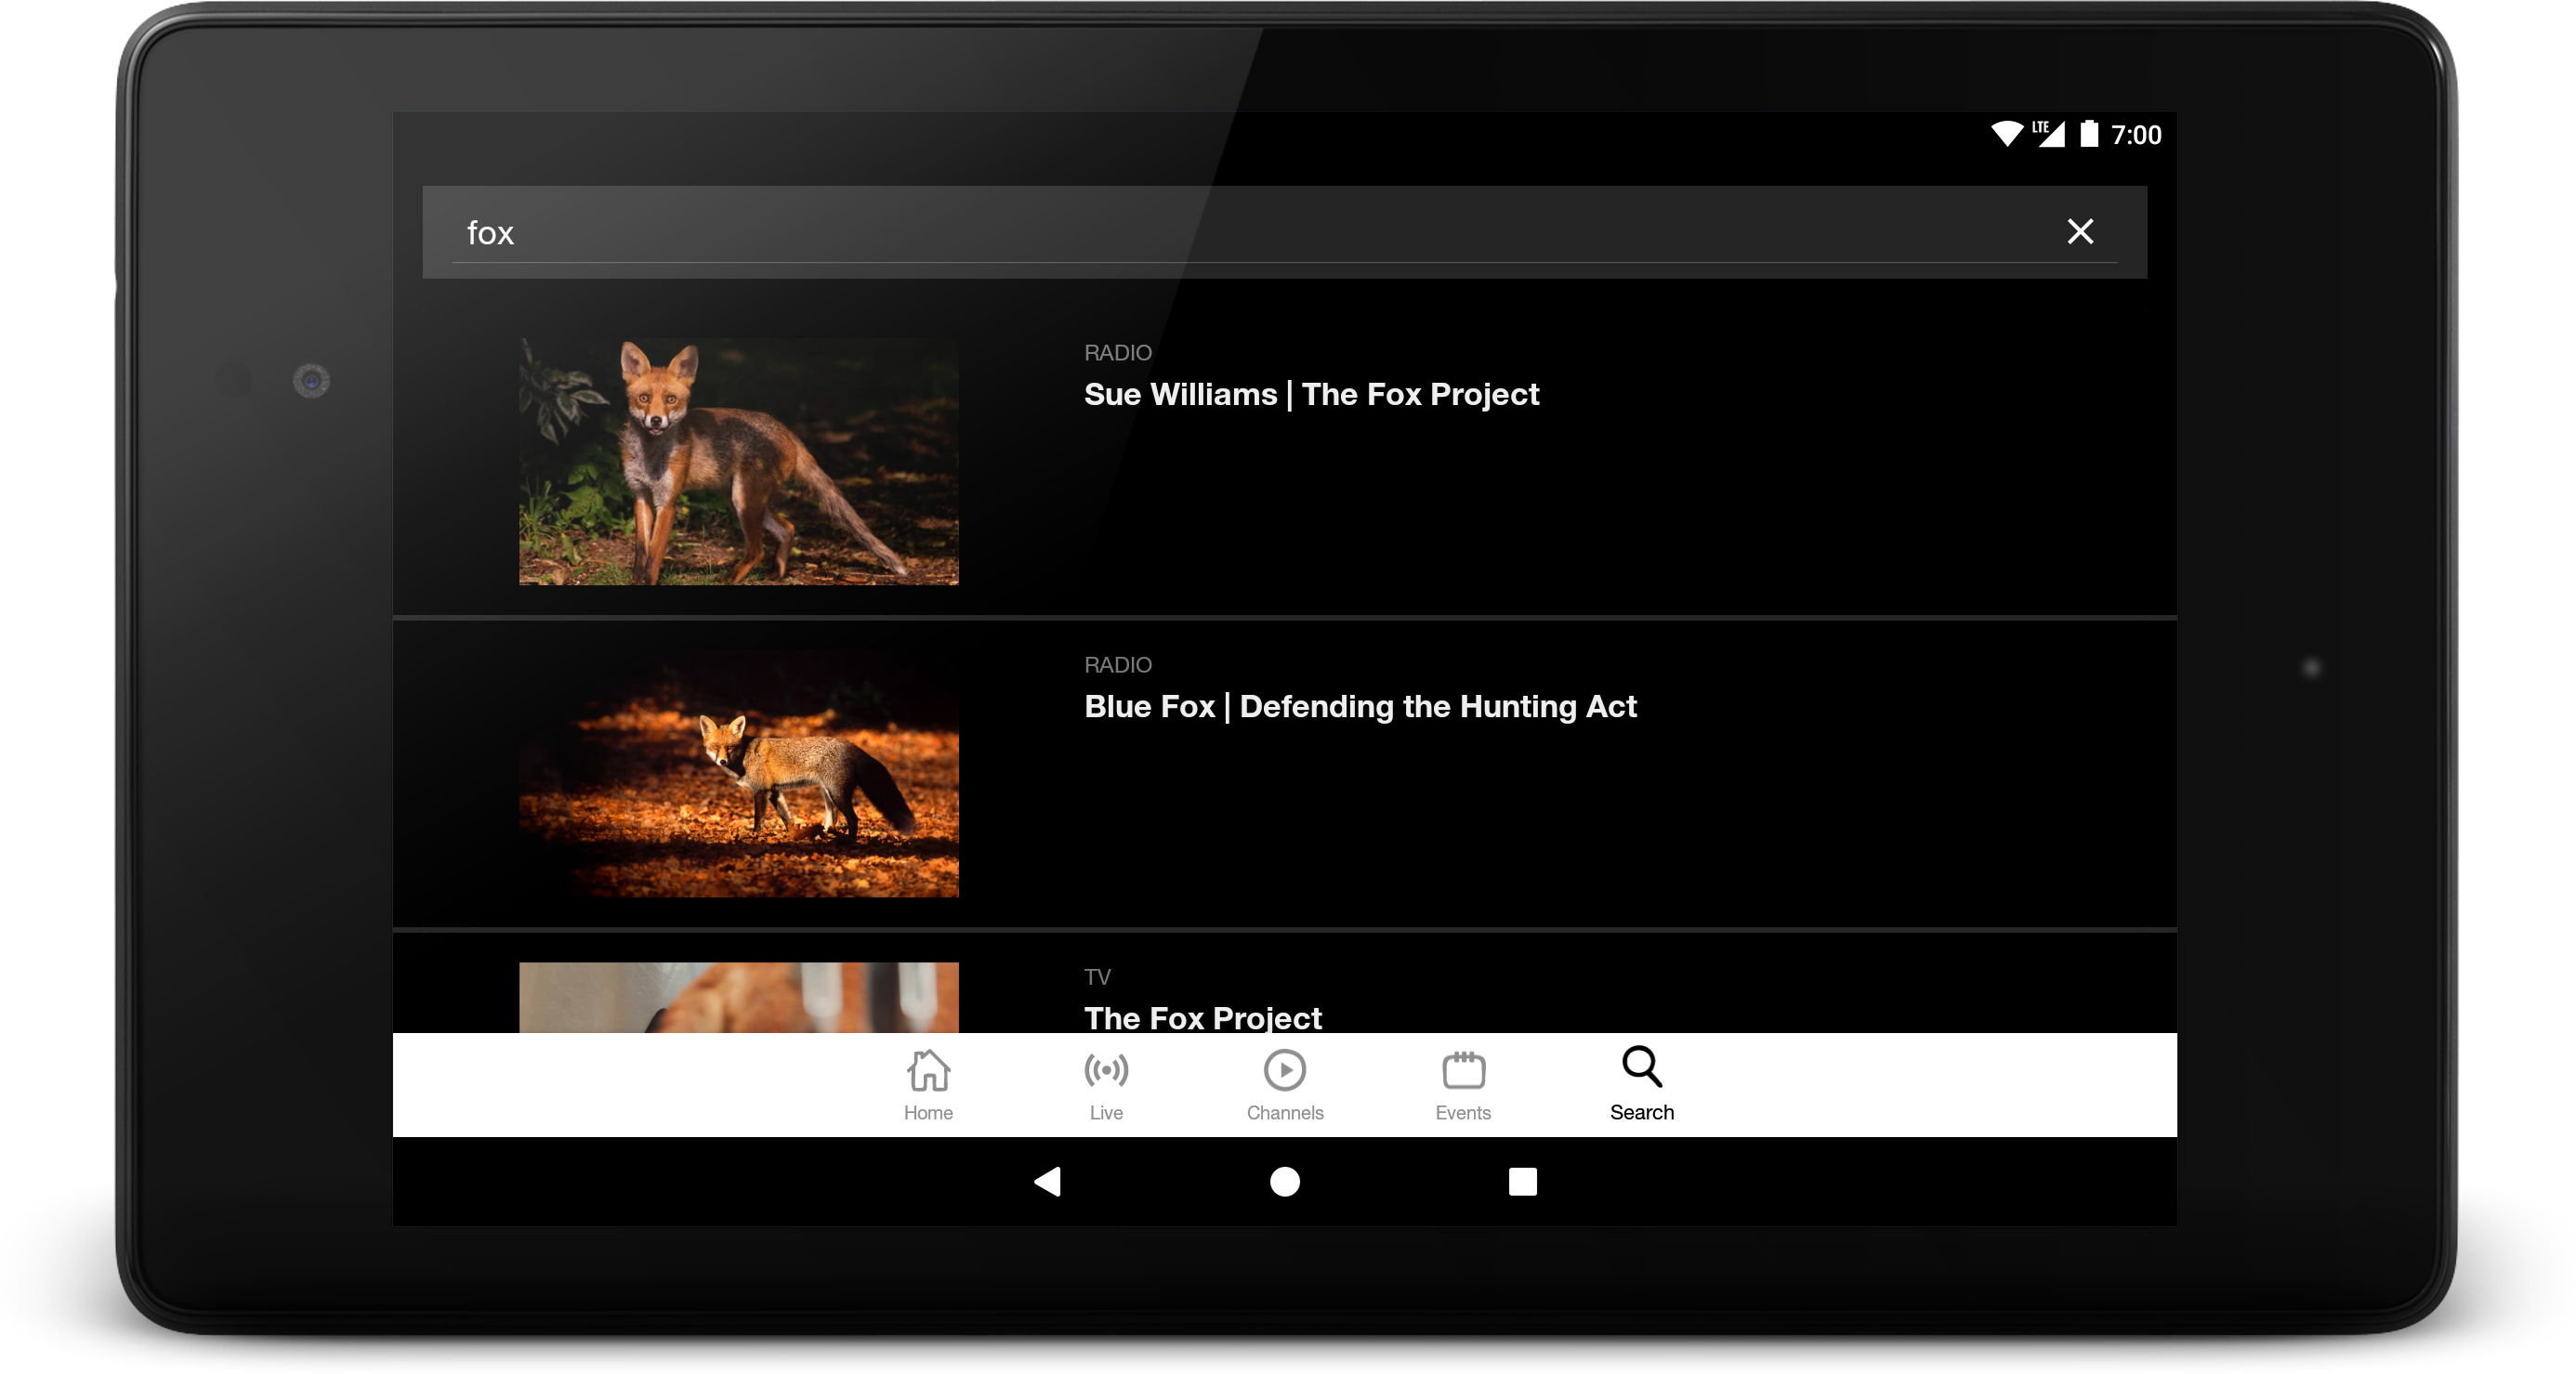 LTE 7:00
fox
RADIO
Sue Williams | The Fox Project
RADIO
Blue Fox | Defending the Hunting Act
TV
The Fox Project
Home Live Channels Events Search